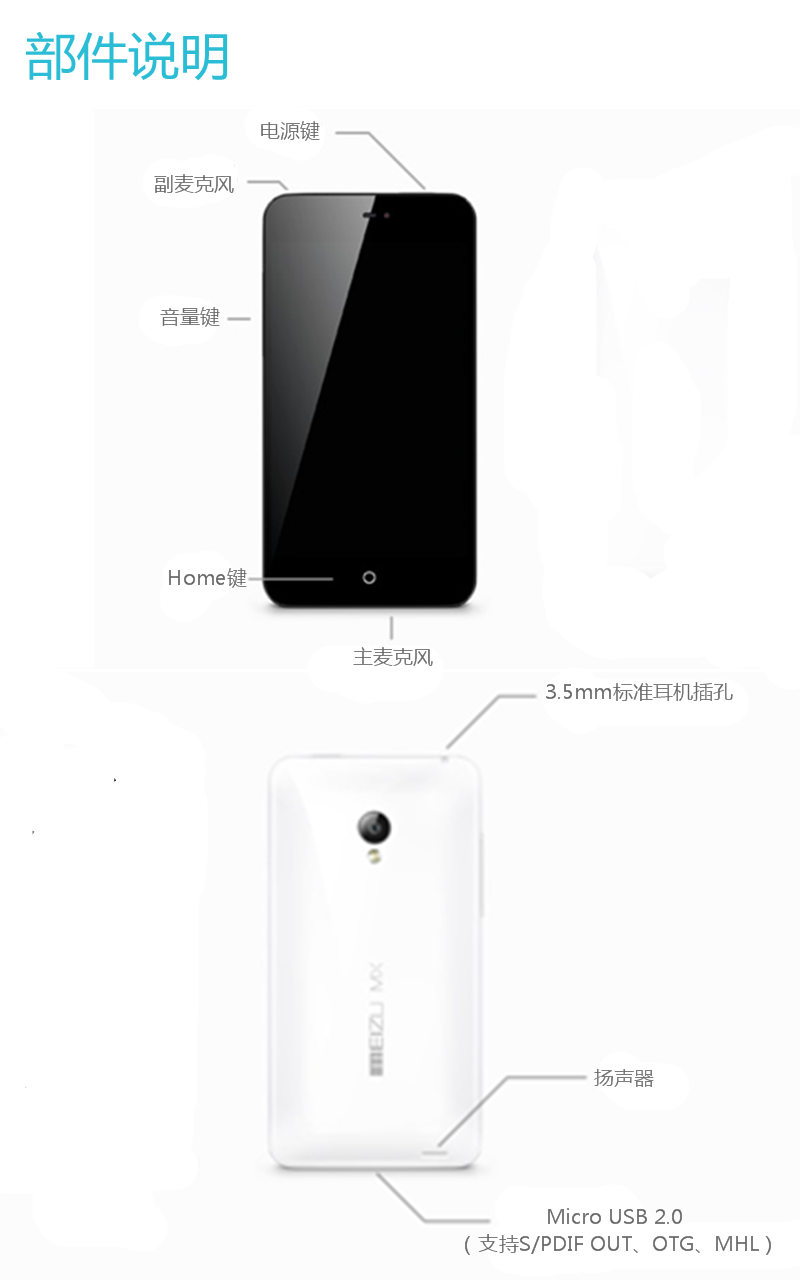 部件说明
电源键
副麦克风
音量键
Home键
主麦克风
3.5mm标准耳机插孔
MEIZU MX
扬声器
Micro USB 2.0
（支持S/PDIF OUT、OTG、MHL）